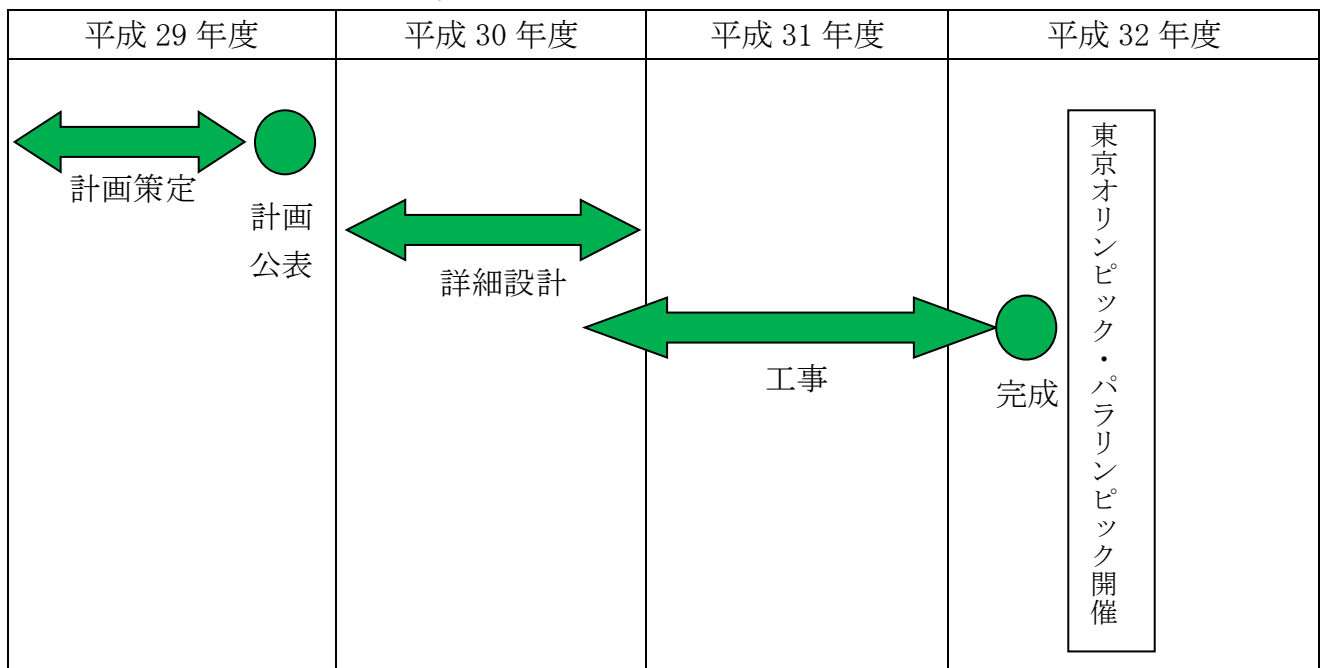 平成 29 年度
平成 30 年度
平成 31 年度
平成 32 年度
計画策定
計画
公表
詳細設計
工事
完成
東京オリンピック・パラリンピック開催